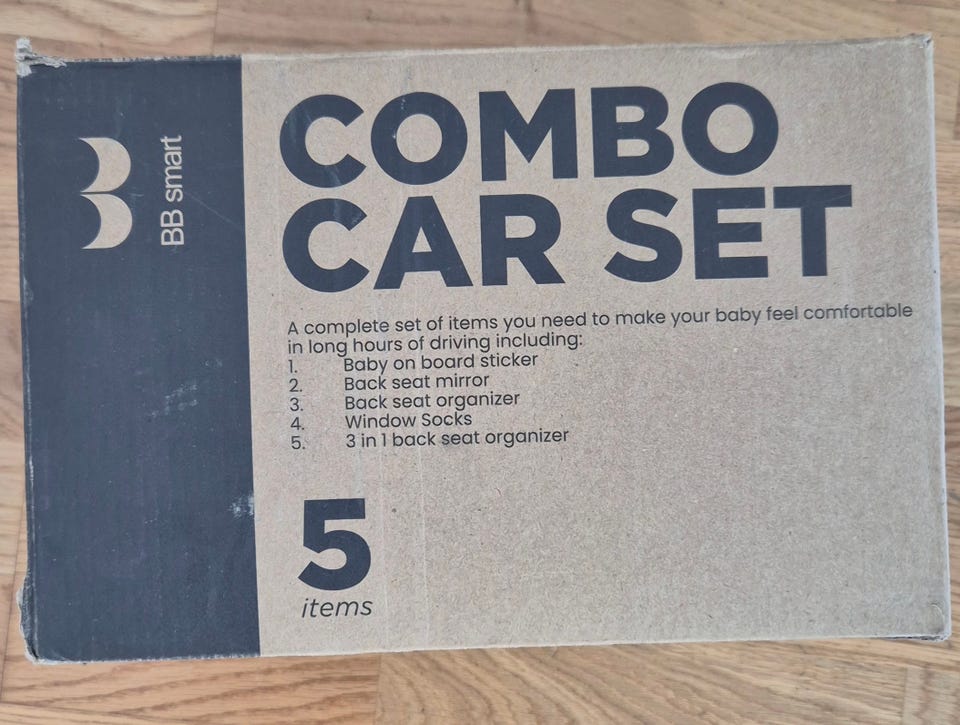 BB smart
COMBO
CAR SET
A complete set of items you need to make your baby feel comfortable
in long hours of driving including:
1. Baby on board sticker
2. Back seat mirror
3. Back seat organizer
4. Window Socks
5. 3 in 1 back seat organizer
5
items